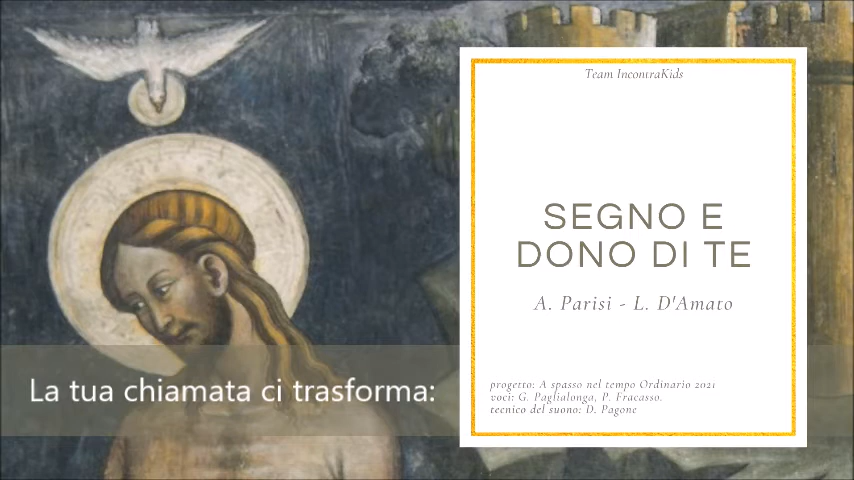 Team IncontraKids
SEGNO E
DONO DI TE
A. Parisi - L. D'Amato
progetto: A spasso nel tempo Ordinario 2021
voci: G. Paglialonga, P. Fracasso.
tecnico del suono: D. Pagone
La tua chiamata ci trasforma: